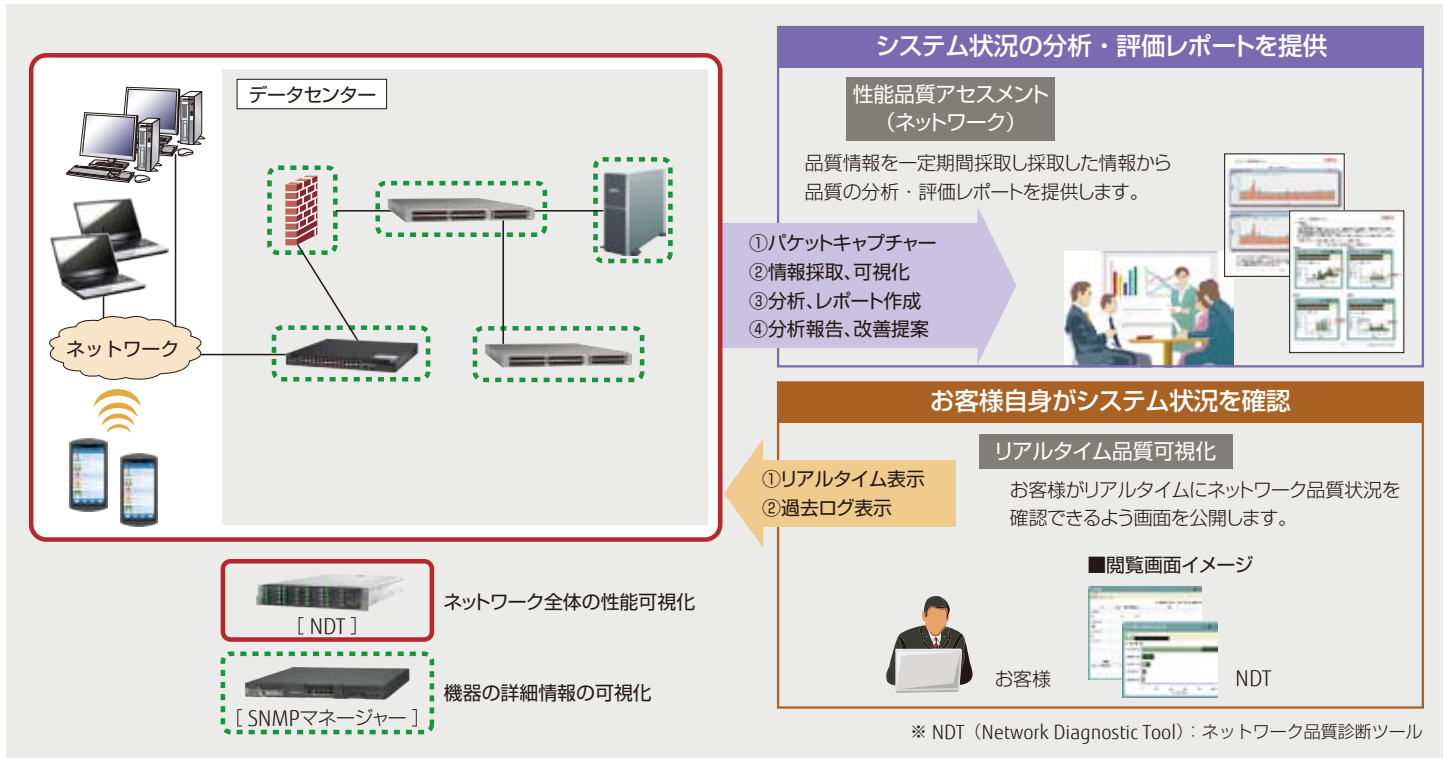 データセンター
ネットワーク
[ NDT ]
ネットワーク全体の性能可視化
[ SNMPマネージャー ]
機器の詳細情報の可視化
システム状況の分析・評価レポートを提供
性能品質アセスメント
（ネットワーク）
品質情報を一定期間採取し採取した情報から
品質の分析・評価レポートを提供します。
①パケットキャプチャー
②情報採取、可視化
③分析、レポート作成
④分析報告、改善提案
お客様自身がシステム状況を確認
リアルタイム品質可視化
お客様がリアルタイムにネットワーク品質状況を
確認できるよう画面を公開します。
①リアルタイム表示
②過去ログ表示
■閲覧画面イメージ
お客様
NDT
※ NDT（Network Diagnostic Tool）：ネットワーク品質診断ツール